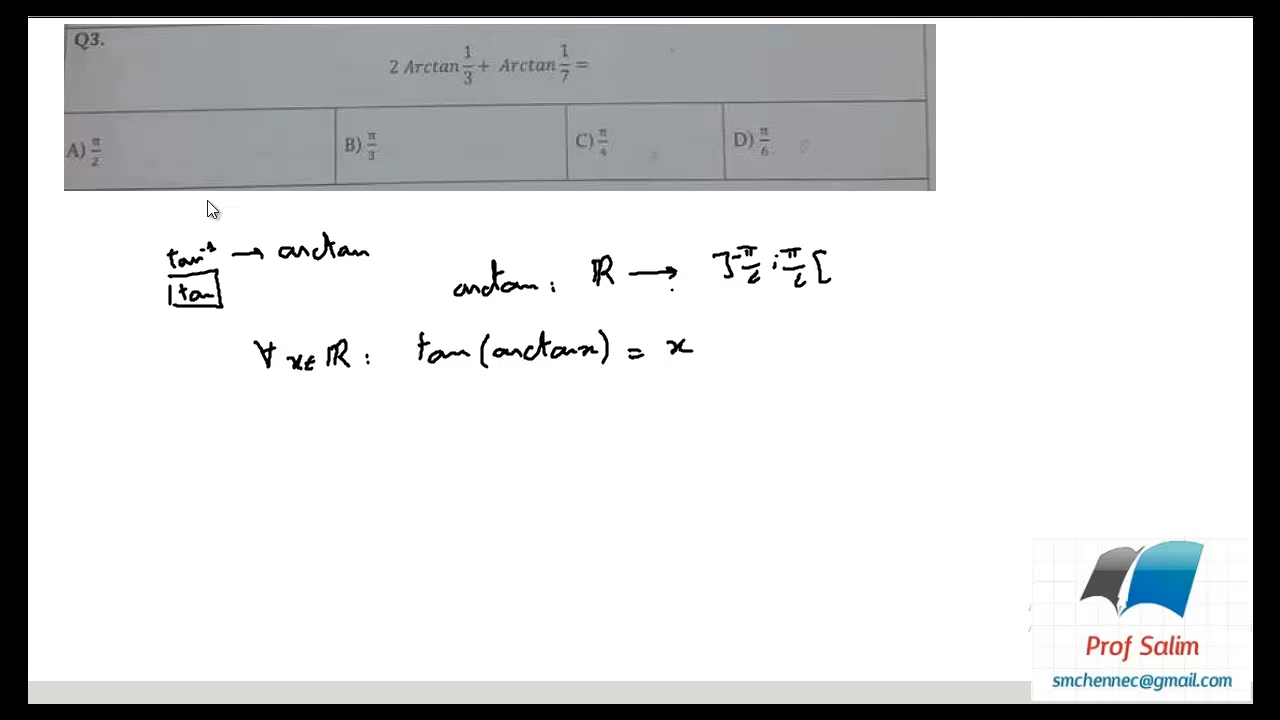 Q3.
2 Arctan 1/3 + Arctan 1/7 =
A) π/2 B) π/3 C) π/4 D) π/6
tan⁻¹ → arctan
tan
arctan : ℝ → ]-π/2 ; π/2[
∀ x ∈ ℝ : tan(arctan x) = x
Prof Salim
smchennec@gmail.com